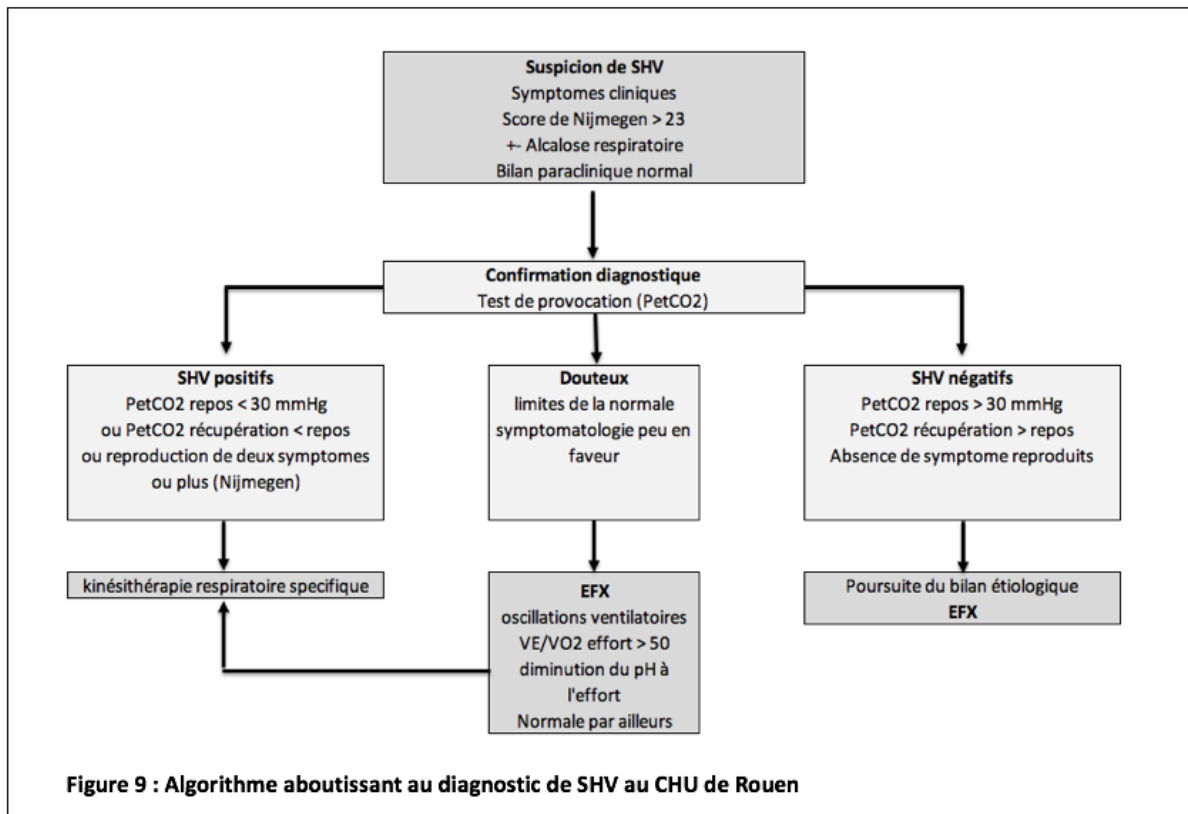 Suspicion de SHV
Symptomes cliniques
Score de Nijmegen > 23
+- Alcalose respiratoire
Bilan paraclinique normal
Confirmation diagnostique
Test de provocation (PetCO2)
SHV positifs
PetCO2 repos < 30 mmHg
ou PetCO2 récupération < repos
ou reproduction de deux symptomes
ou plus (Nijmegen)
Douteux
limites de la normale
symptomatologie peu en
faveur
SHV négatifs
PetCO2 repos > 30 mmHg
PetCO2 récupération > repos
Absence de symptome reproduits
kinésithérapie respiratoire specifique
EFX
oscillations ventilatoires
VE/VO2 effort > 50
diminution du pH à
l'effort
Normale par ailleurs
Poursuite du bilan étiologique
EFX
Figure 9 : Algorithme aboutissant au diagnostic de SHV au CHU de Rouen